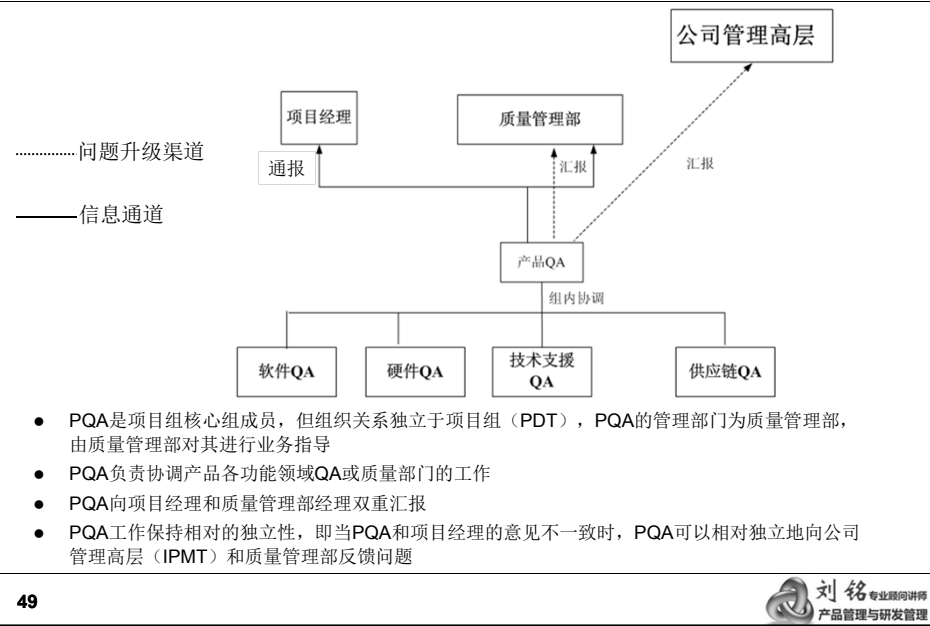 公司管理高层
项目经理
质量管理部
问题升级渠道
通报
汇报
汇报
信息通道
产品QA
组内协调
软件QA
硬件QA
技术支援
QA
供应链QA
● PQA是项目组核心组成员，但组织关系独立于项目组（PDT），PQA的管理部门为质量管理部，
由质量管理部对其进行业务指导
● PQA负责协调产品各功能领域QA或质量部门的工作
● PQA向项目经理和质量管理部经理双重汇报
● PQA工作保持相对的独立性，即当PQA和项目经理的意见不一致时，PQA可以相对独立地向公司
管理高层（IPMT）和质量管理部反馈问题
49
刘铭专业顾问讲师
产品管理与研发管理